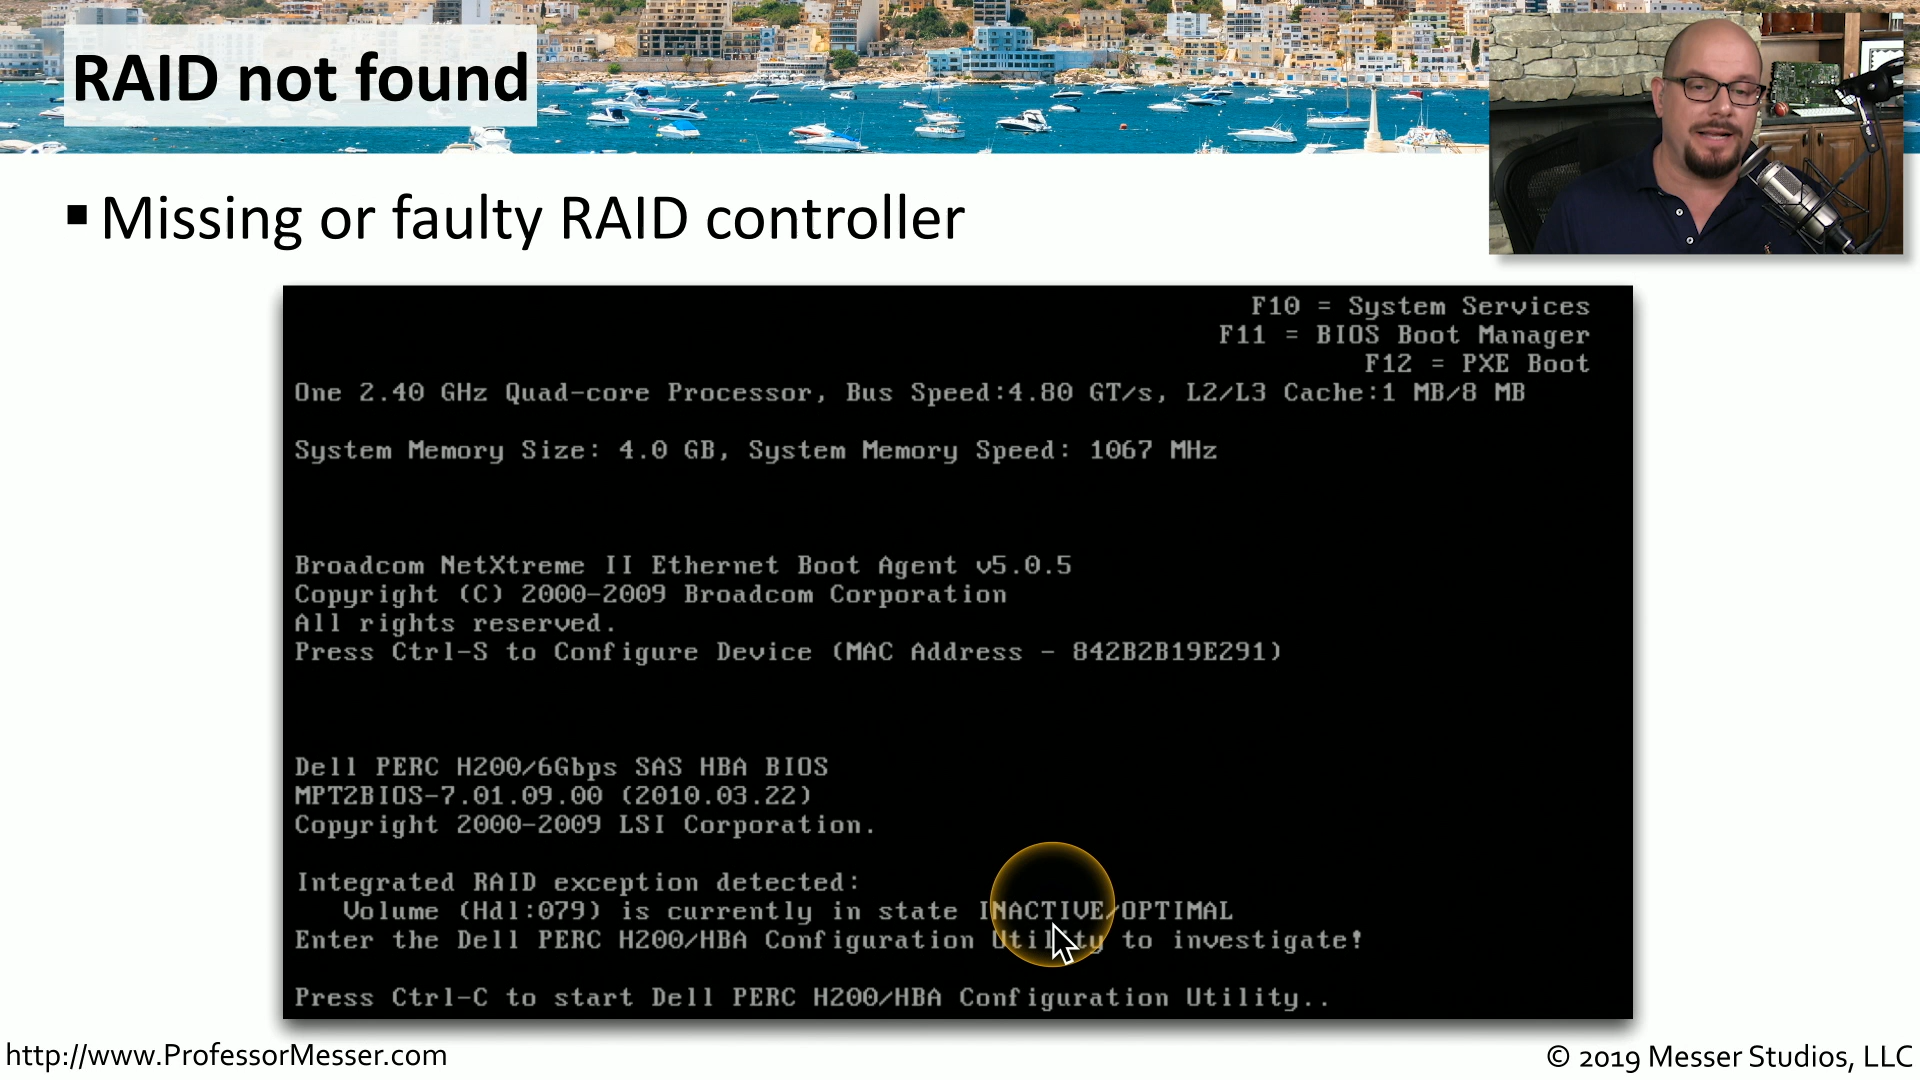 RAID not found
▪ Missing or faulty RAID controller
F10 = System Services
F11 = BIOS Boot Manager
F12 = PXE Boot
One 2.40 GHz Quad-core Processor, Bus Speed:4.80 GT/s, L2/L3 Cache:1 MB/8 MB
System Memory Size: 4.0 GB, System Memory Speed: 1067 MHz
Broadcom NetXtreme II Ethernet Boot Agent v5.0.5
Copyright (C) 2000-2009 Broadcom Corporation
All rights reserved.
Press Ctrl-S to Configure Device (MAC Address - 842B2B19E291)
Dell PERC H200/6Gbps SAS HBA BIOS
MPT2BIOS-7.01.09.00 (2010.03.22)
Copyright 2000-2009 LSI Corporation.
Integrated RAID exception detected:
Volume (Hdl:079) is currently in state INACTIVE/OPTIMAL
Enter the Dell PERC H200/HBA Configuration Utility to investigate!
Press Ctrl-C to start Dell PERC H200/HBA Configuration Utility..
http://www.ProfessorMesser.com
© 2019 Messer Studios, LLC